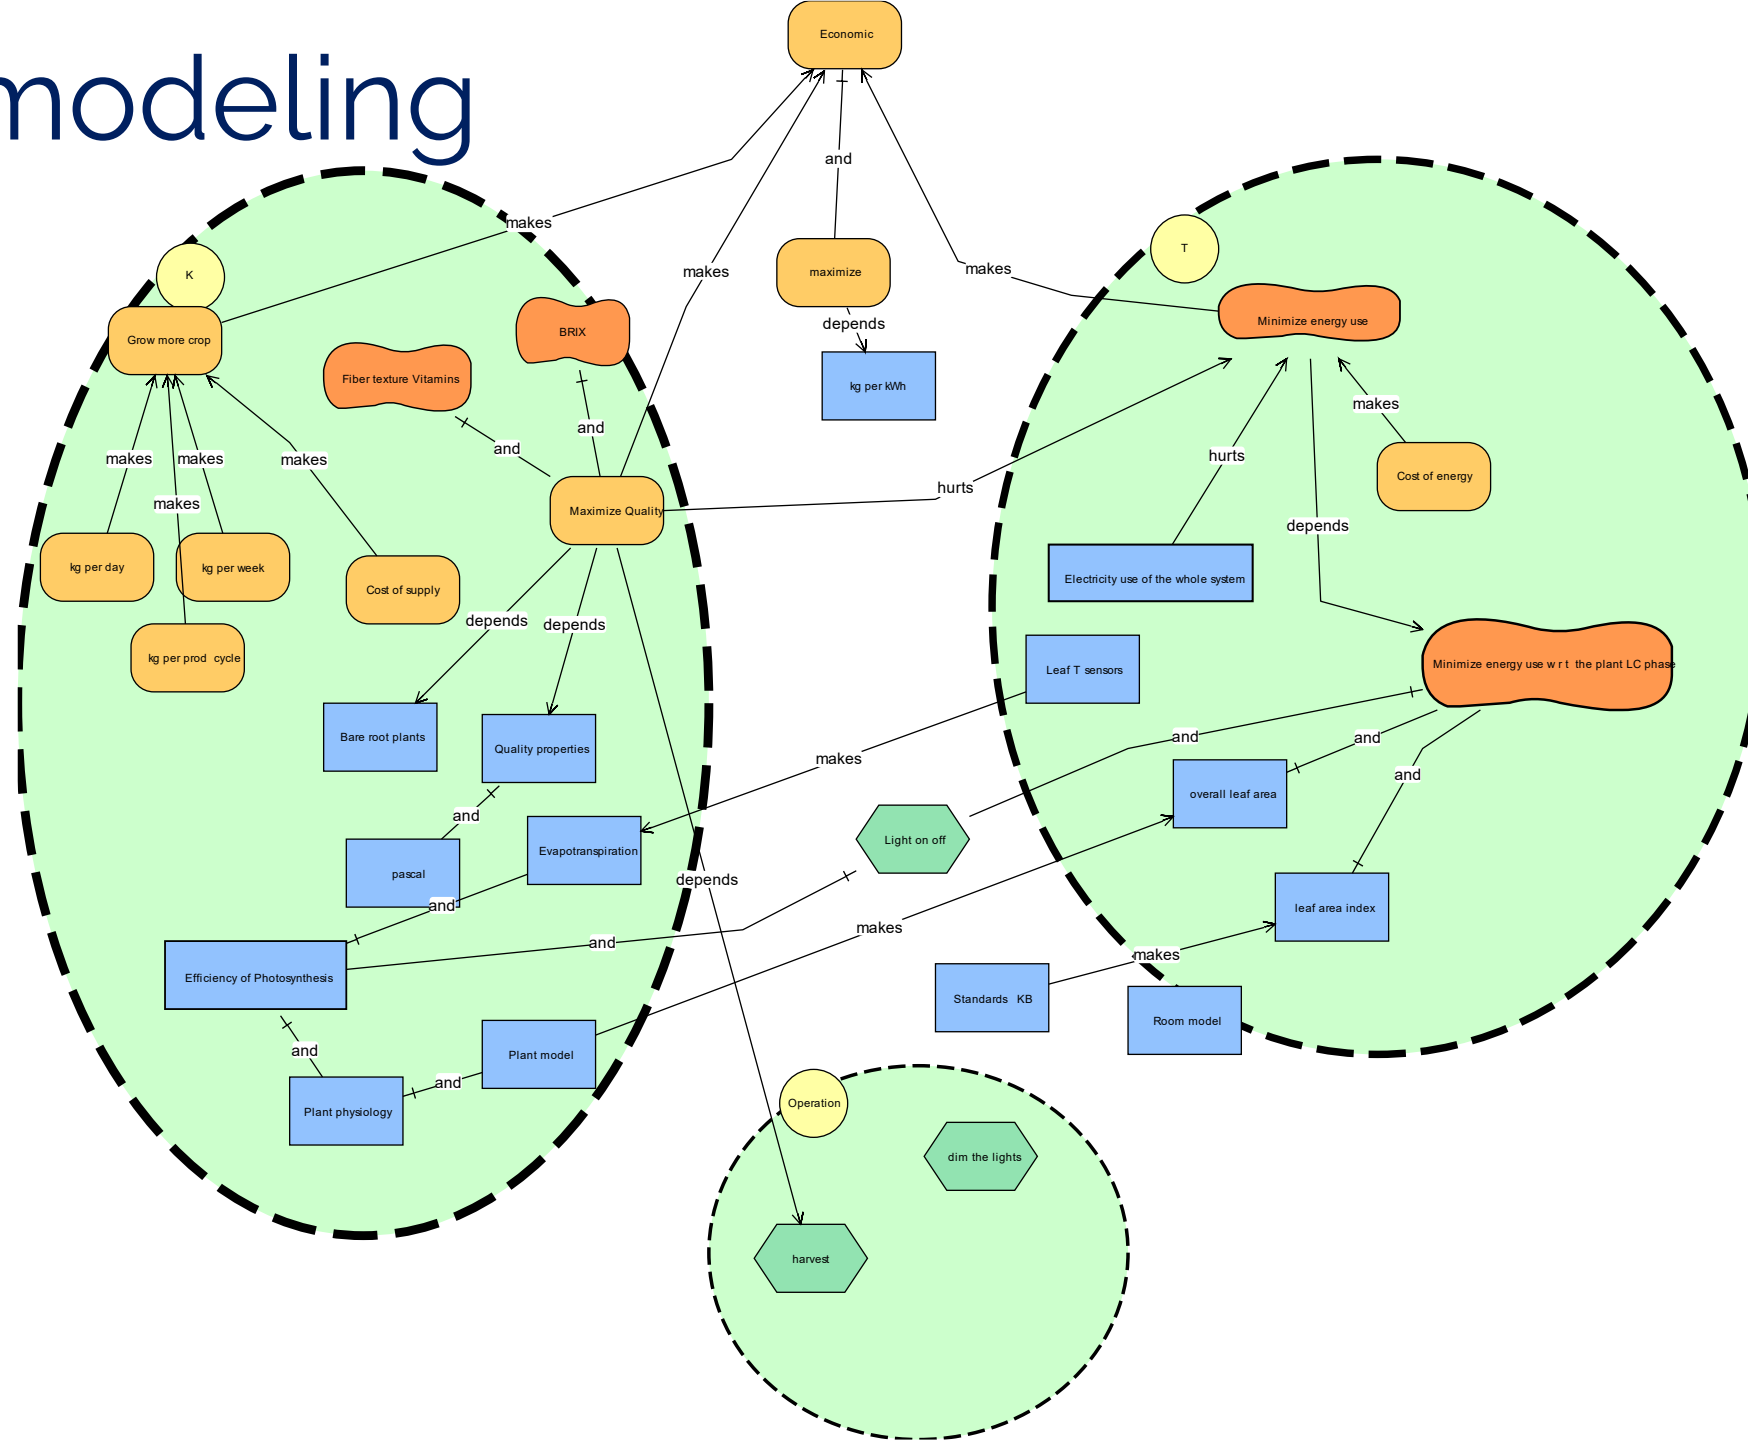 Economic
modeling
and
makes
T
makes
maximize
makes
K
depends
Minimize energy use
BRIX
Grow more crop
Fiber texture Vitamins
kg per kWh
makes
and
and
makes
makes
makes
hurts
Cost of energy
hurts
makes
Maximize Quality
depends
kg per day
kg per week
Cost of supply
Electricity use of the whole system
depends
depends
kg per prod cycle
Leaf T sensors
Minimize energy use w r t the plant LC phase
Bare root plants
Quality properties
and
and
makes
and
overall leaf area
and
Evapotranspiration
Light on off
pascal
depends
and
leaf area index
makes
and
makes
Efficiency of Photosynthesis
Standards KB
Room model
and
Plant model
and
Plant physiology
Operation
dim the lights
harvest